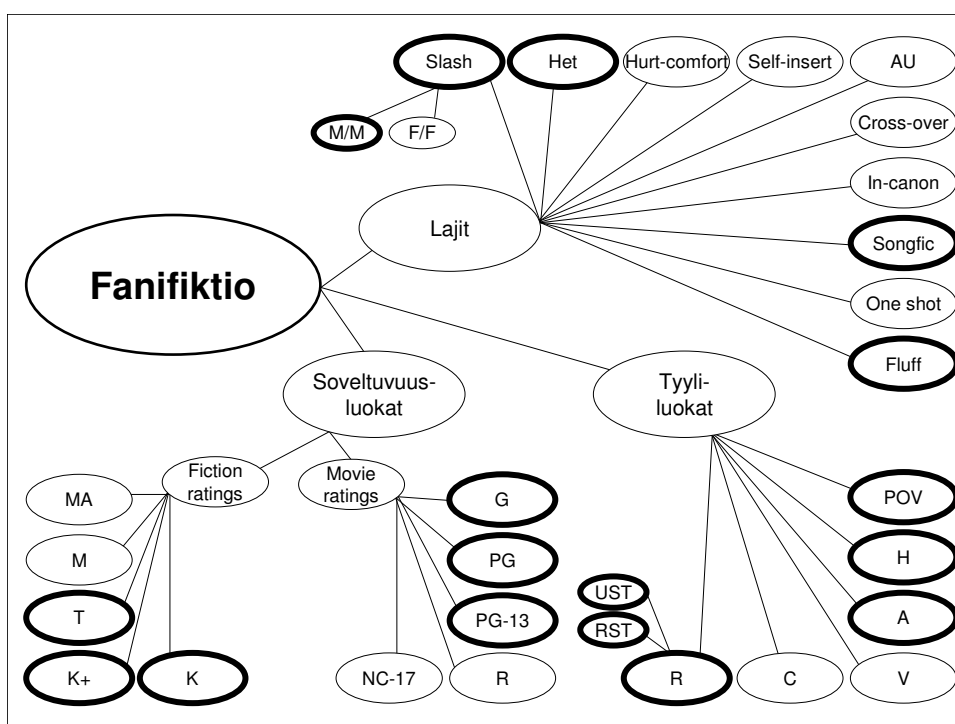 Slash
Het
Hurt-comfort
Self-insert
AU
M/M
F/F
Cross-over
In-canon
Lajit
Songfic
Fanifiktio
One shot
Fluff
Soveltuvuus-
luokat
Tyyli-
luokat
Fiction
ratings
Movie
ratings
MA
G
POV
M
PG
H
UST
T
PG-13
RST
A
K+
K
NC-17
R
R
C
V